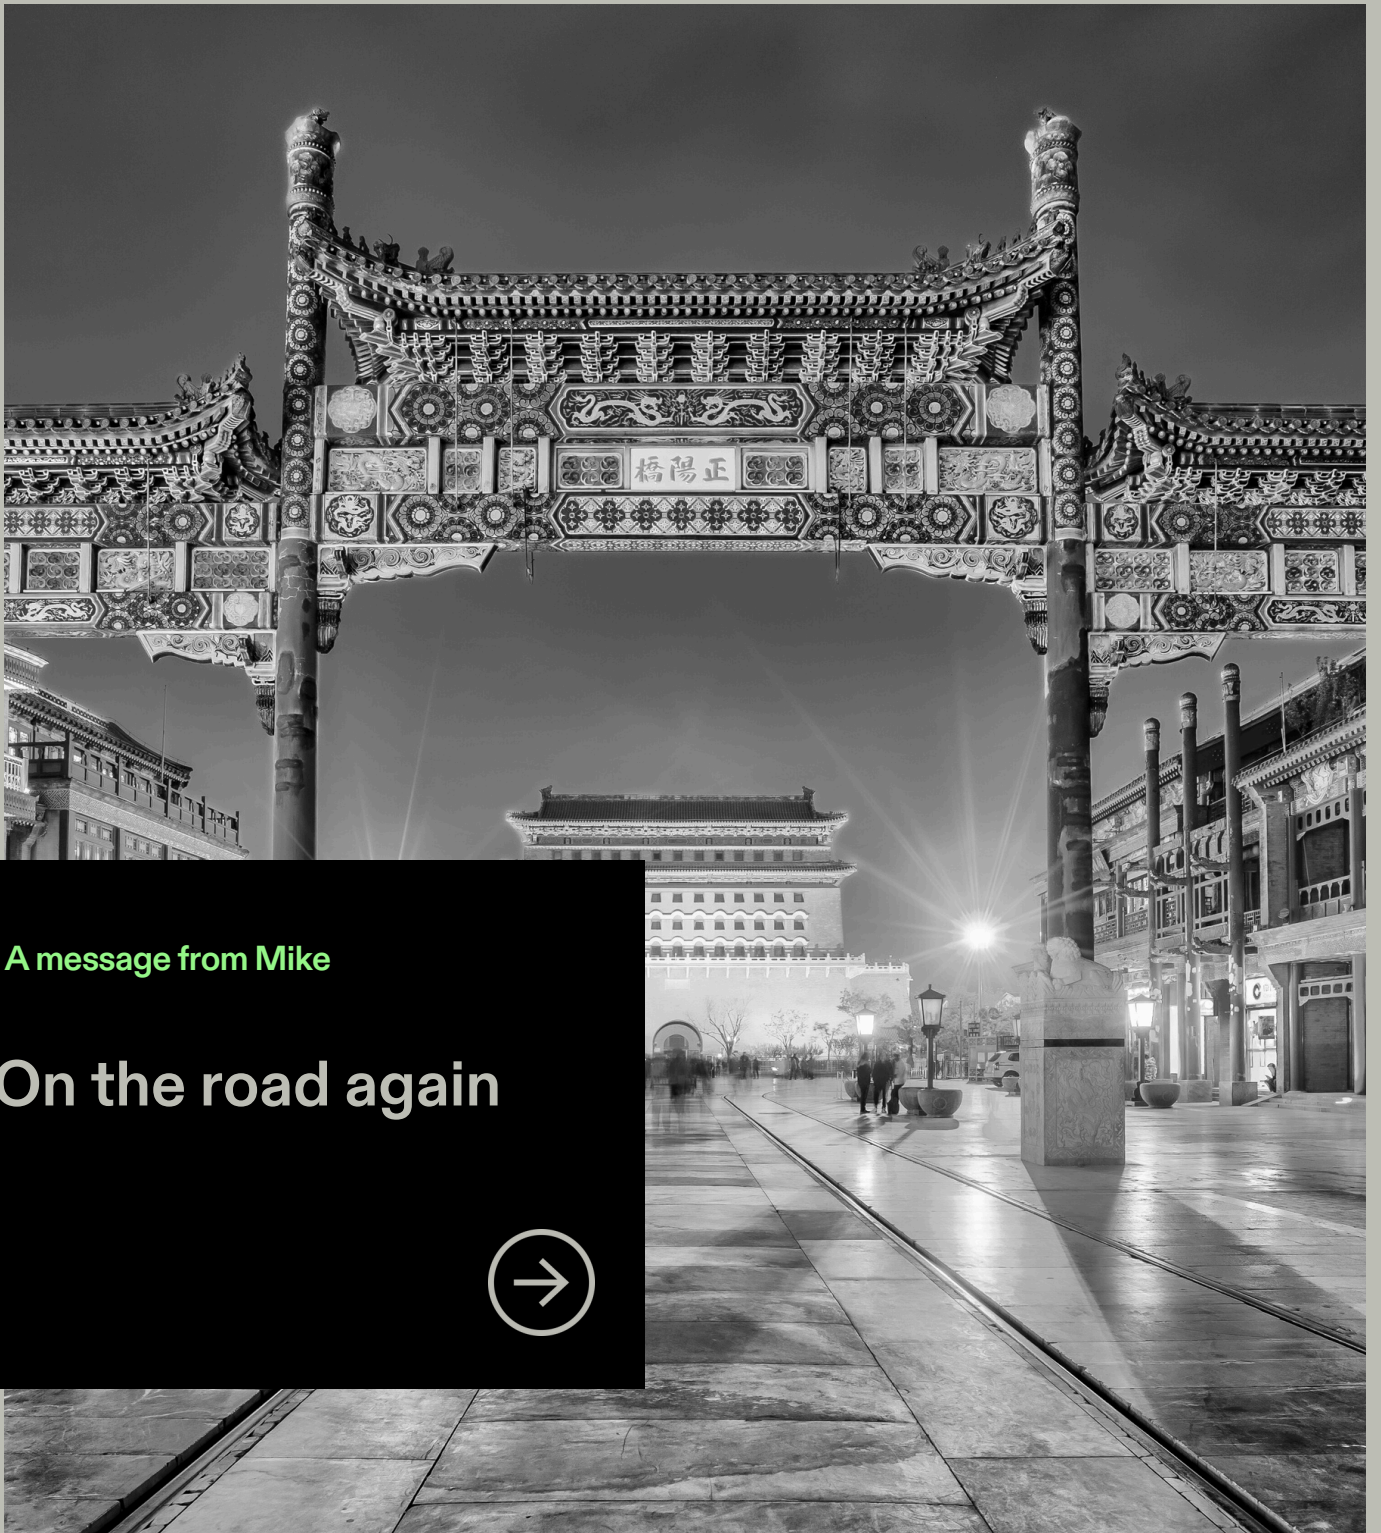 橋陽正
A message from Mike
On the road again